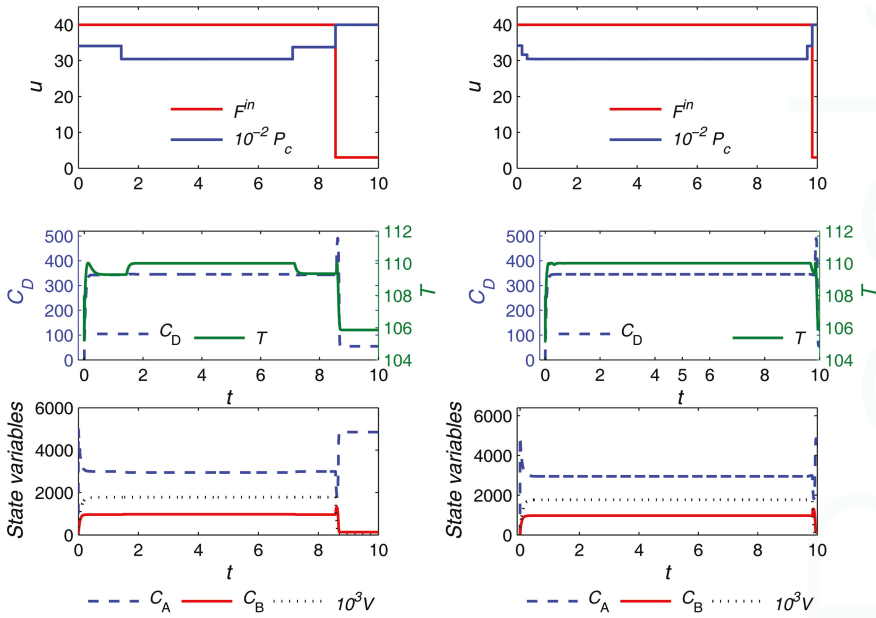 40
30
20
10
0
u
F^in
10^−2 P_c
0 2 4 6 8 10
40
30
20
10
0
u
F^in
10^−2 P_c
0 2 4 6 8 10
500
400
300
200
100
0
C_D
112
110
108
106
104
T
C_D T
0 2 4 6 8 10
t
500
400
300
200
100
0
C_D
112
110
108
106
104
T
C_D T
0 2 4 5 6 8 10
t
6000
4000
2000
0
State variables
0 2 4 6 8 10
t
C_A C_B 10^3V
6000
4000
2000
0
State variables
0 2 4 6 8 10
t
C_A C_B 10^3V